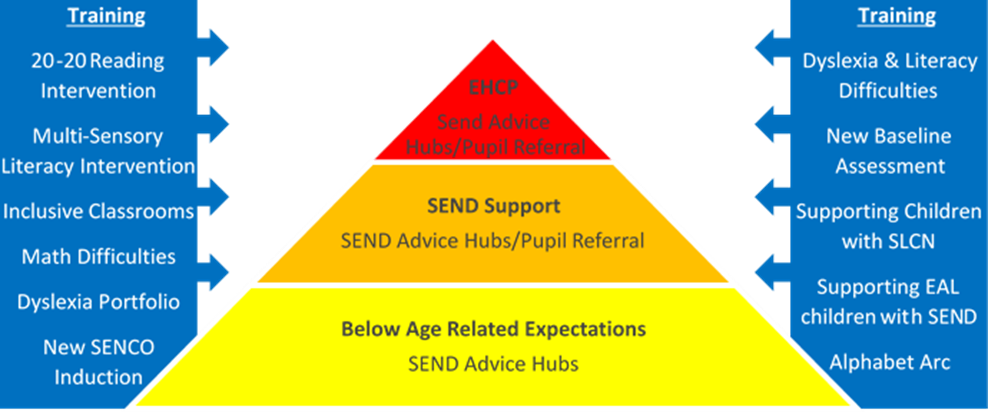 Training
20-20 Reading
Intervention
Multi-Sensory
Literacy Intervention
Inclusive Classrooms
Math Difficulties
Dyslexia Portfolio
New SENCO
Induction
EHCP
Send Advice
Hubs/Pupil Referral
SEND Support
SEND Advice Hubs/Pupil Referral
Below Age Related Expectations
SEND Advice Hubs
Training
Dyslexia & Literacy
Difficulties
New Baseline
Assessment
Supporting Children
with SLCN
Supporting EAL
children with SEND
Alphabet Arc